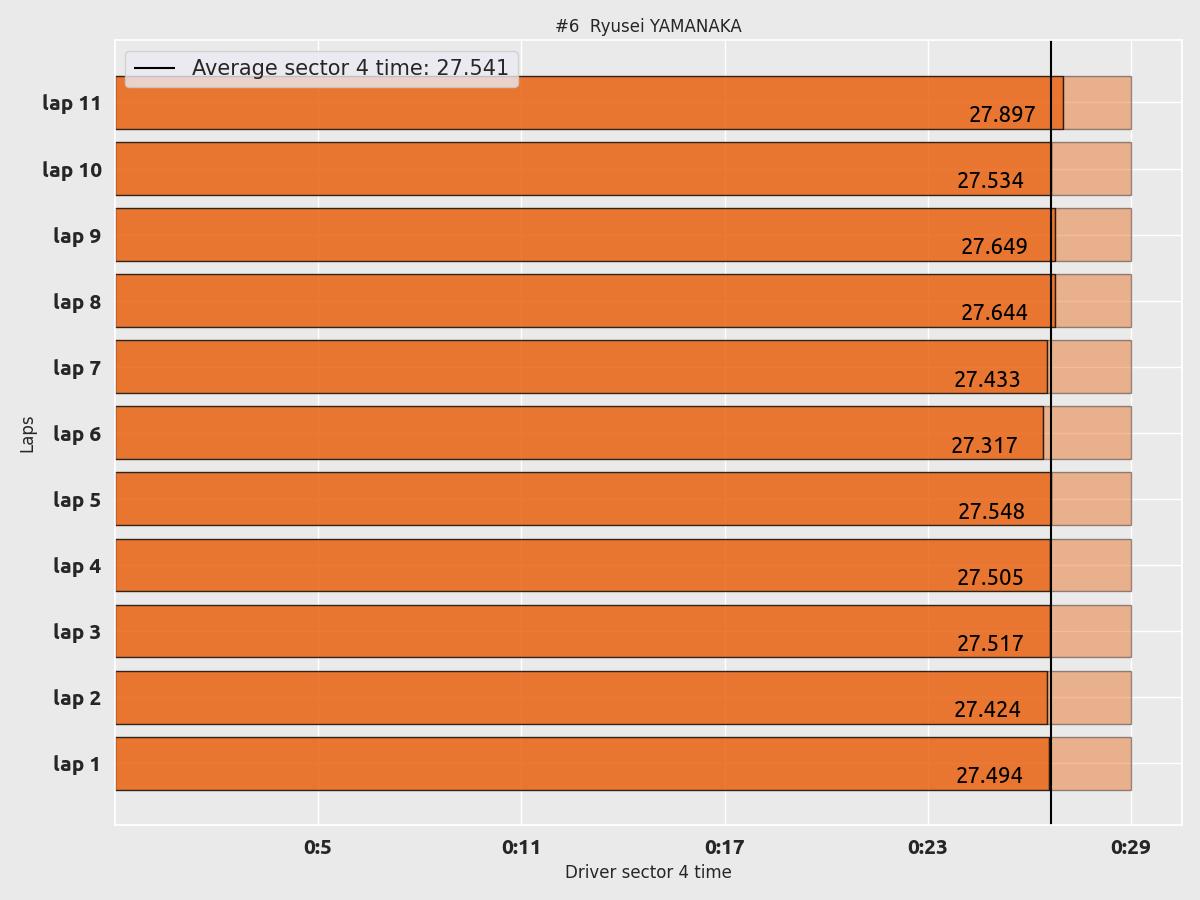 #6  Ryusei YAMANAKA
Average sector 4 time: 27.541
lap 11
27.897
lap 10
27.534
lap 9
27.649
lap 8
27.644
lap 7
27.433
lap 6
27.317
lap 5
27.548
lap 4
27.505
lap 3
27.517
lap 2
27.424
lap 1
27.494
Laps
0:5
0:11
0:17
0:23
0:29
Driver sector 4 time